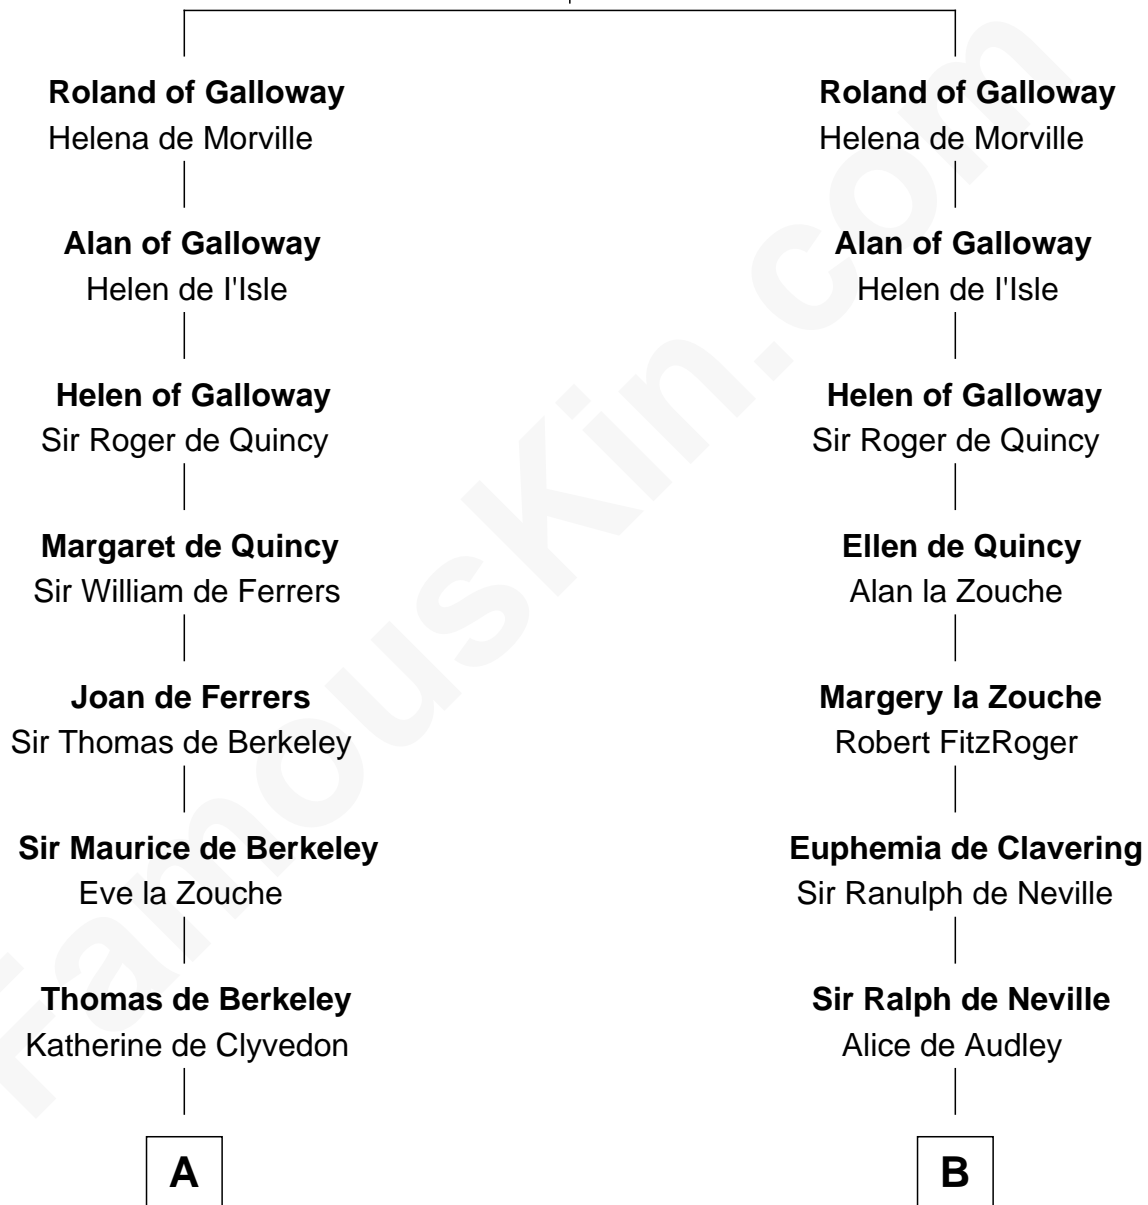 Roland of Galloway
Helena de Morville
Alan of Galloway
Helen de I'Isle
Helen of Galloway
Sir Roger de Quincy
Margaret de Quincy
Sir William de Ferrers
Joan de Ferrers
Sir Thomas de Berkeley
Sir Maurice de Berkeley
Eve la Zouche
Thomas de Berkeley
Katherine de Clyvedon
A
Roland of Galloway
Helena de Morville
Alan of Galloway
Helen de I'Isle
Helen of Galloway
Sir Roger de Quincy
Ellen de Quincy
Alan la Zouche
Margery la Zouche
Robert FitzRoger
Euphemia de Clavering
Sir Ranulph de Neville
Sir Ralph de Neville
Alice de Audley
B
FamousKin.com